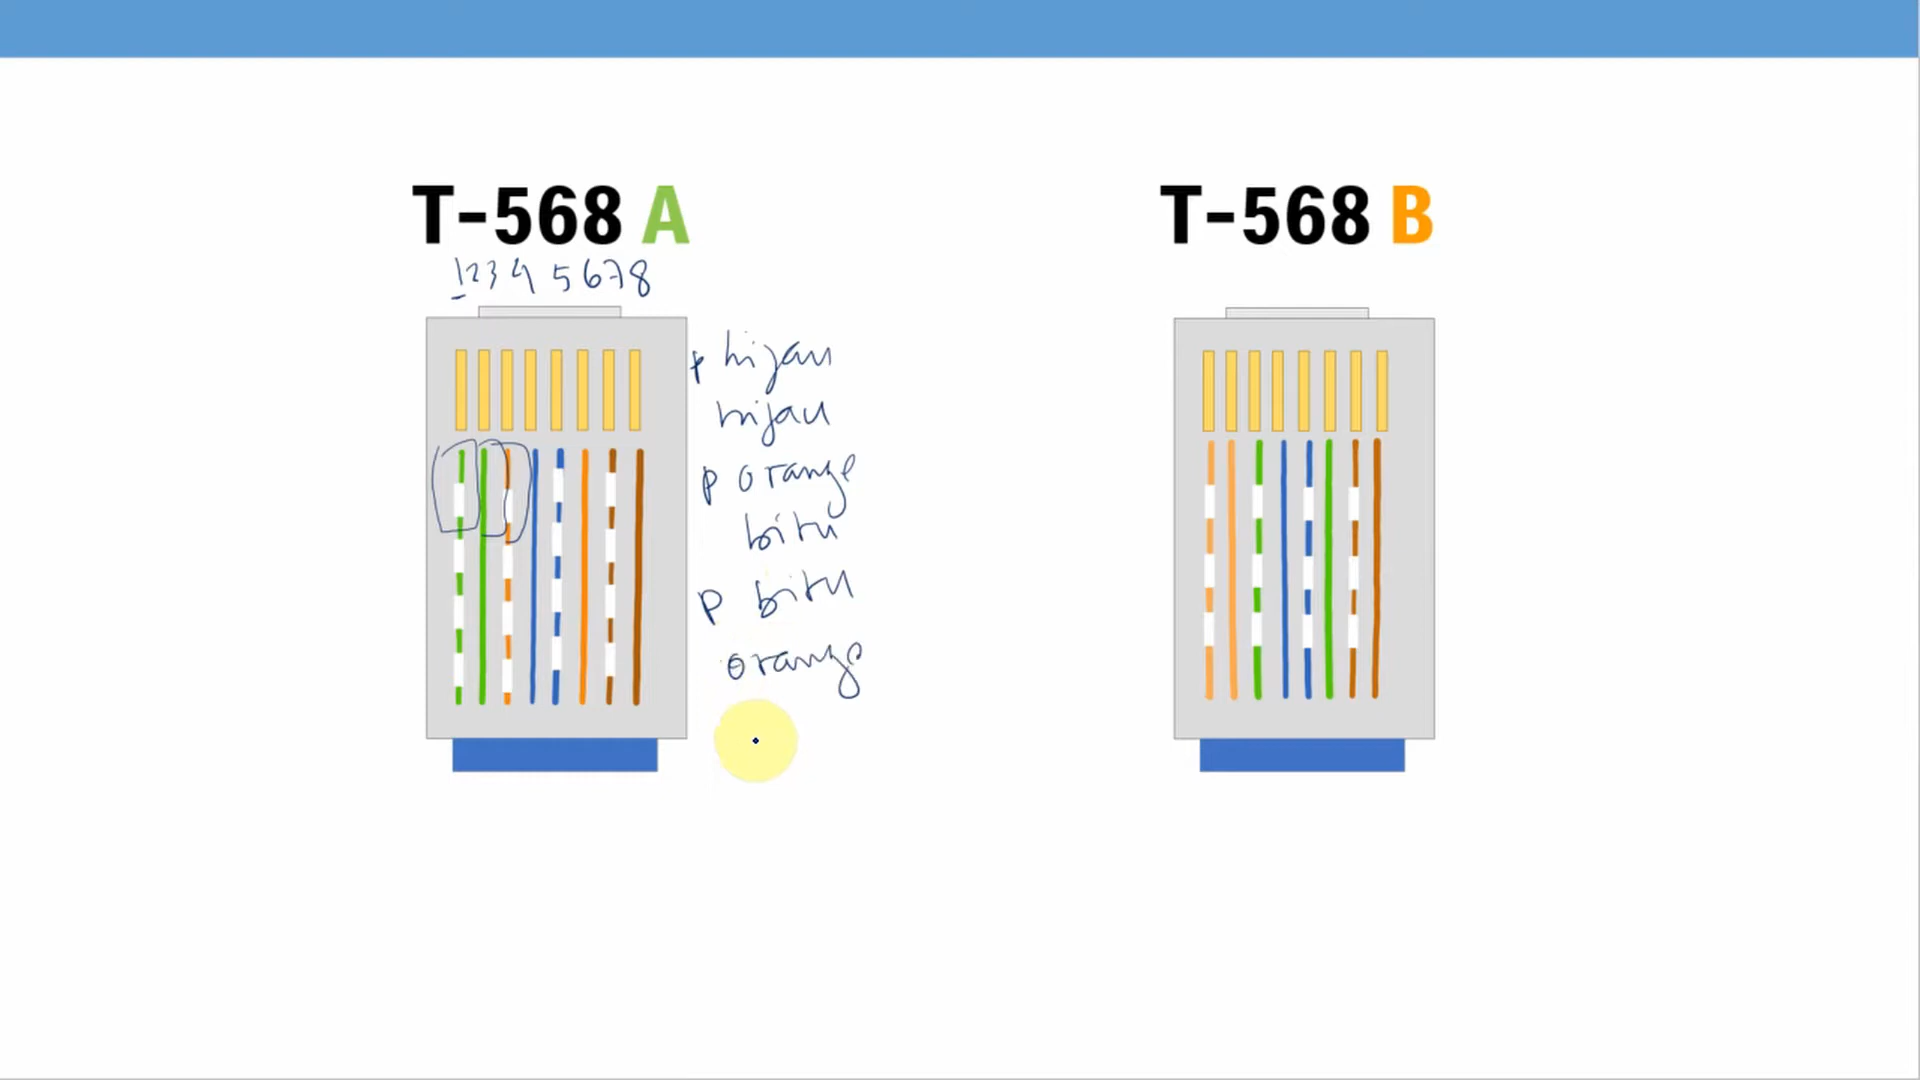 T-568 A
12345678
p hijau
hijau
p orange
biru
p biru
orange
T-568 B